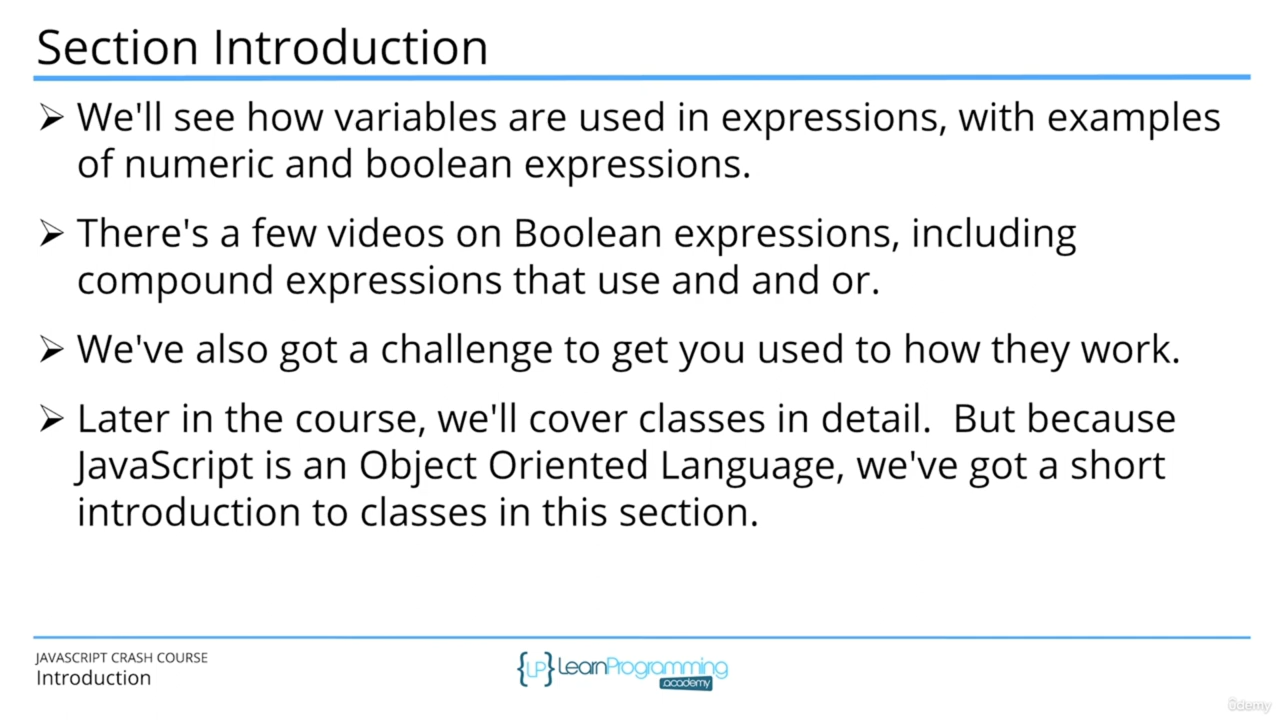 Section Introduction
➢ We'll see how variables are used in expressions, with examples
of numeric and boolean expressions.
➢ There's a few videos on Boolean expressions, including
compound expressions that use and and or.
➢ We've also got a challenge to get you used to how they work.
➢ Later in the course, we'll cover classes in detail.  But because
JavaScript is an Object Oriented Language, we've got a short
introduction to classes in this section.
JAVASCRIPT CRASH COURSE
Introduction
{LP} LearnProgramming
.academy
ûdemy